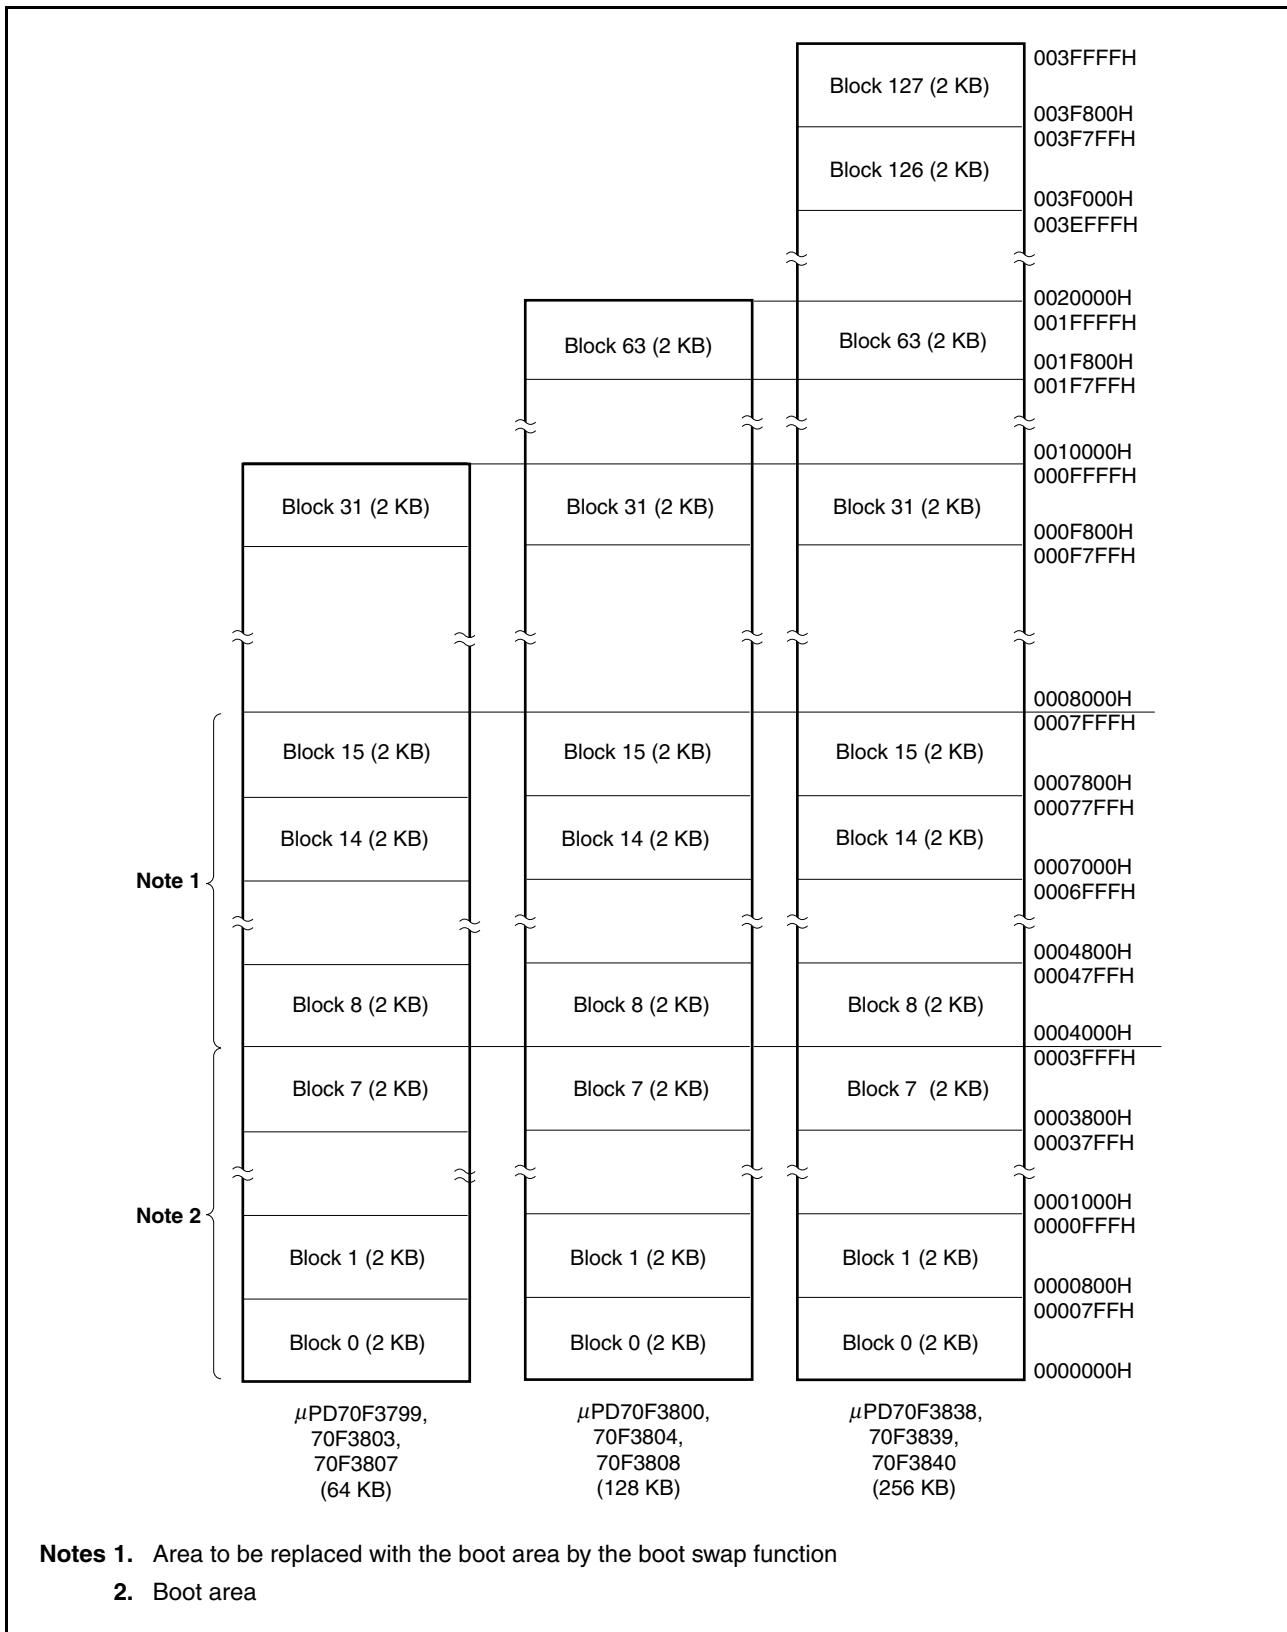 003FFFFH
Block 127 (2 KB)
003F800H
003F7FFH
Block 126 (2 KB)
003F000H
003EFFFH
0020000H
001FFFFH
Block 63 (2 KB)
Block 63 (2 KB)
001F800H
001F7FFH
0010000H
000FFFFH
Block 31 (2 KB)
Block 31 (2 KB)
Block 31 (2 KB)
000F800H
000F7FFH
0008000H
0007FFFH
Block 15 (2 KB)
Block 15 (2 KB)
Block 15 (2 KB)
0007800H
00077FFH
Block 14 (2 KB)
Block 14 (2 KB)
Block 14 (2 KB)
0007000H
0006FFFH
Note 1
0004800H
00047FFH
Block 8 (2 KB)
Block 8 (2 KB)
Block 8 (2 KB)
0004000H
0003FFFH
Block 7 (2 KB)
Block 7 (2 KB)
Block 7 (2 KB)
0003800H
00037FFH
Note 2
0001000H
0000FFFH
Block 1 (2 KB)
Block 1 (2 KB)
Block 1 (2 KB)
0000800H
00007FFH
Block 0 (2 KB)
Block 0 (2 KB)
Block 0 (2 KB)
0000000H
μPD70F3799,
70F3803,
70F3807
(64 KB)
μPD70F3800,
70F3804,
70F3808
(128 KB)
μPD70F3838,
70F3839,
70F3840
(256 KB)
Notes 1. Area to be replaced with the boot area by the boot swap function
2. Boot area